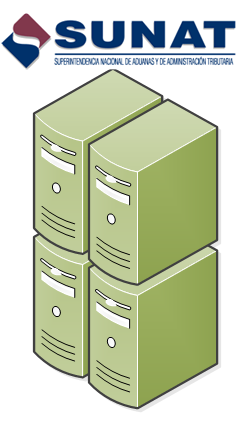 SUNAT
SUPERINTENDENCIA NACIONAL DE ADUANAS Y DE ADMINISTRACIÓN TRIBUTARIA